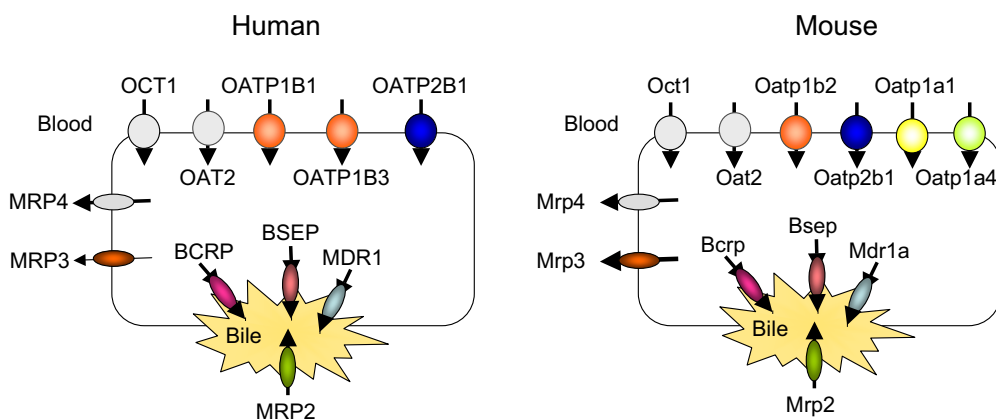 Human
OCT1
OATP1B1
OATP2B1
Blood
OAT2
OATP1B3
MRP4
MRP3
BCRP
BSEP
MDR1
Bile
MRP2
Mouse
Oct1
Oatp1b2
Oatp1a1
Blood
Oat2
Oatp2b1
Oatp1a4
Mrp4
Mrp3
Bcrp
Bsep
Mdr1a
Bile
Mrp2